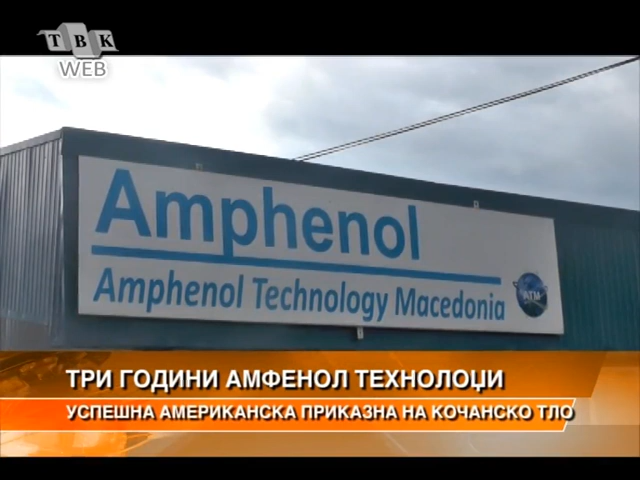 ТВК
WEB
Amphenol
Amphenol Technology Macedonia
ATM
ТРИ ГОДИНИ АМФЕНОЛ ТЕХНОЛОЏИ
УСПЕШНА АМЕРИКАНСКА ПРИКАЗНА НА КОЧАНСКО ТЛО